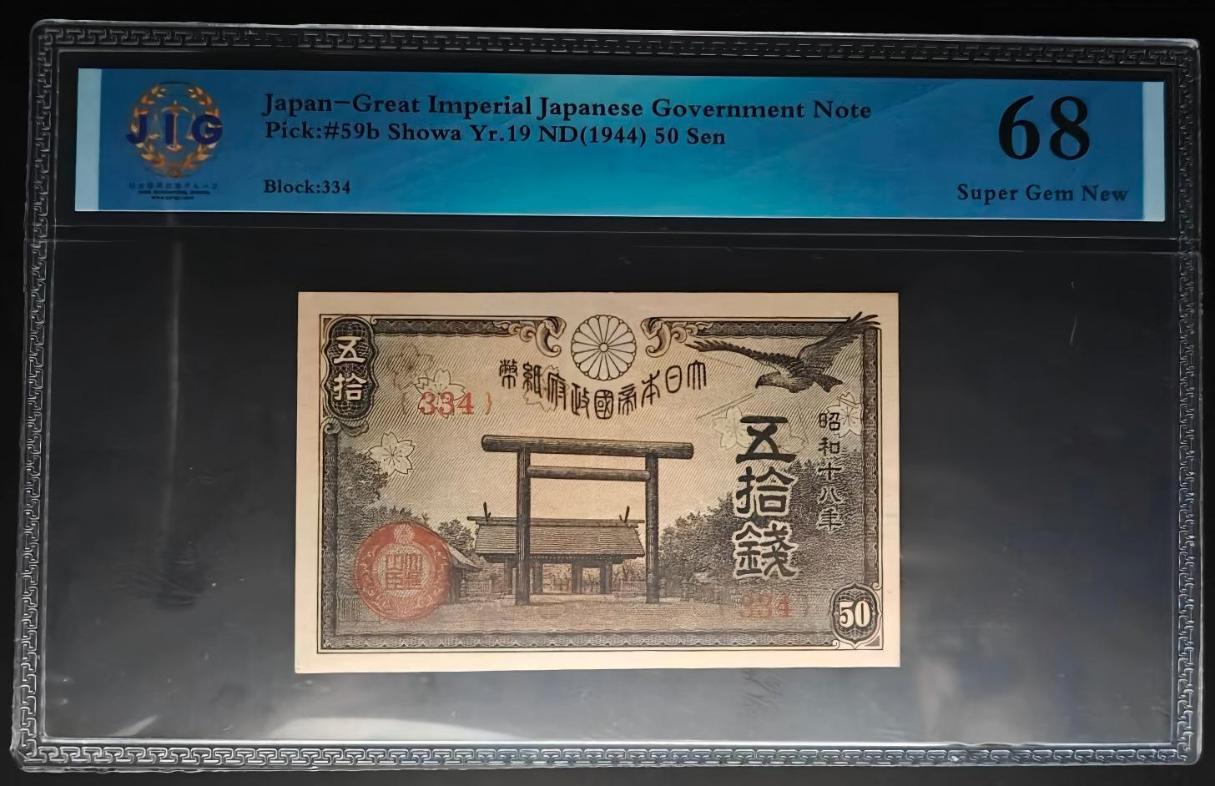 Japan-Great Imperial Japanese Government Note
Pick:#59b Showa Yr.19 ND(1944) 50 Sen
Block:334
JIG
68
Super Gem New
五拾
大日本帝國政府紙幣
(334)
五拾錢
昭和十八年
334
50